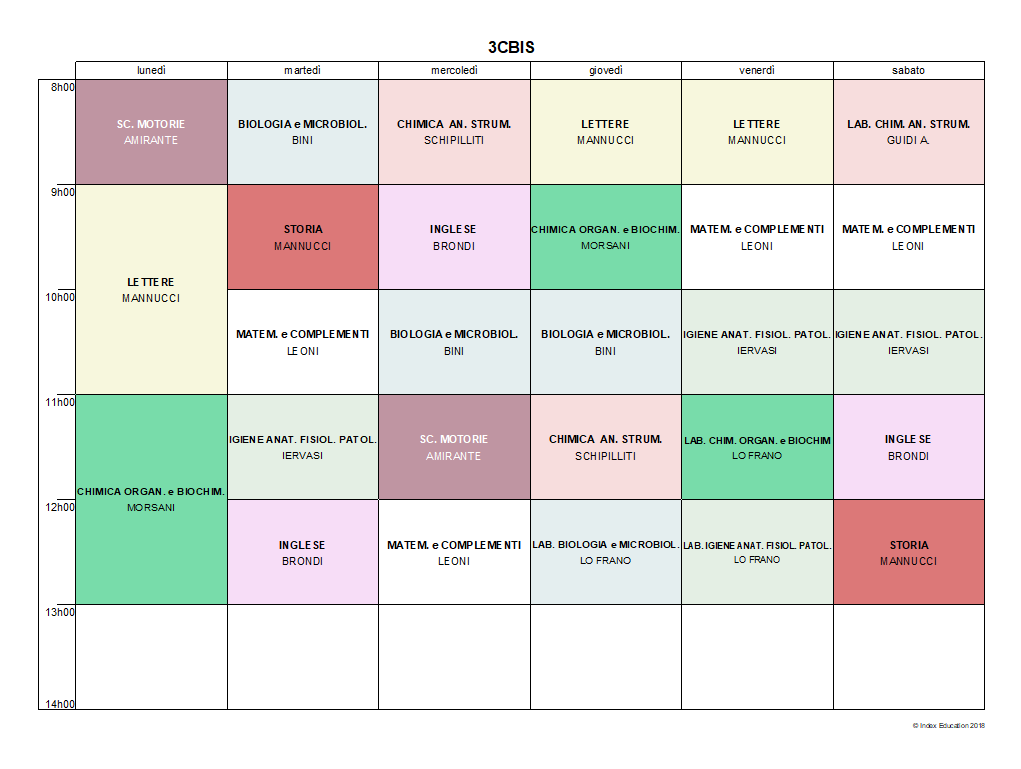 3CBIS
lunedì martedì mercoledì giovedì venerdì sabato
8h00
SC. MOTORIE
AMIRANTE
BIOLOGIA e MICROBIOL.
BINI
CHIMICA AN. STRUM.
SCHIPILLITI
LETTERE
MANNUCCI
LETTERE
MANNUCCI
LAB. CHIM. AN. STRUM.
GUIDI A.
9h00
LETTERE
MANNUCCI
STORIA
MANNUCCI
INGLESE
BRONDI
CHIMICA ORGAN. e BIOCHIM.
MORSANI
MATEM. e COMPLEMENTI
LEONI
MATEM. e COMPLEMENTI
LEONI
10h00
MATEM. e COMPLEMENTI
LEONI
BIOLOGIA e MICROBIOL.
BINI
BIOLOGIA e MICROBIOL.
BINI
IGIENE ANAT. FISIOL. PATOL.
IERVASI
IGIENE ANAT. FISIOL. PATOL.
IERVASI
11h00
CHIMICA ORGAN. e BIOCHIM.
MORSANI
IGIENE ANAT. FISIOL. PATOL.
IERVASI
SC. MOTORIE
AMIRANTE
CHIMICA AN. STRUM.
SCHIPILLITI
LAB. CHIM. ORGAN. e BIOCHIM
LO FRANO
INGLESE
BRONDI
12h00
INGLESE
BRONDI
MATEM. e COMPLEMENTI
LEONI
LAB. BIOLOGIA e MICROBIOL.
LO FRANO
LAB. IGIENE ANAT. FISIOL. PATOL.
LO FRANO
STORIA
MANNUCCI
13h00
14h00
© Index Education 2018